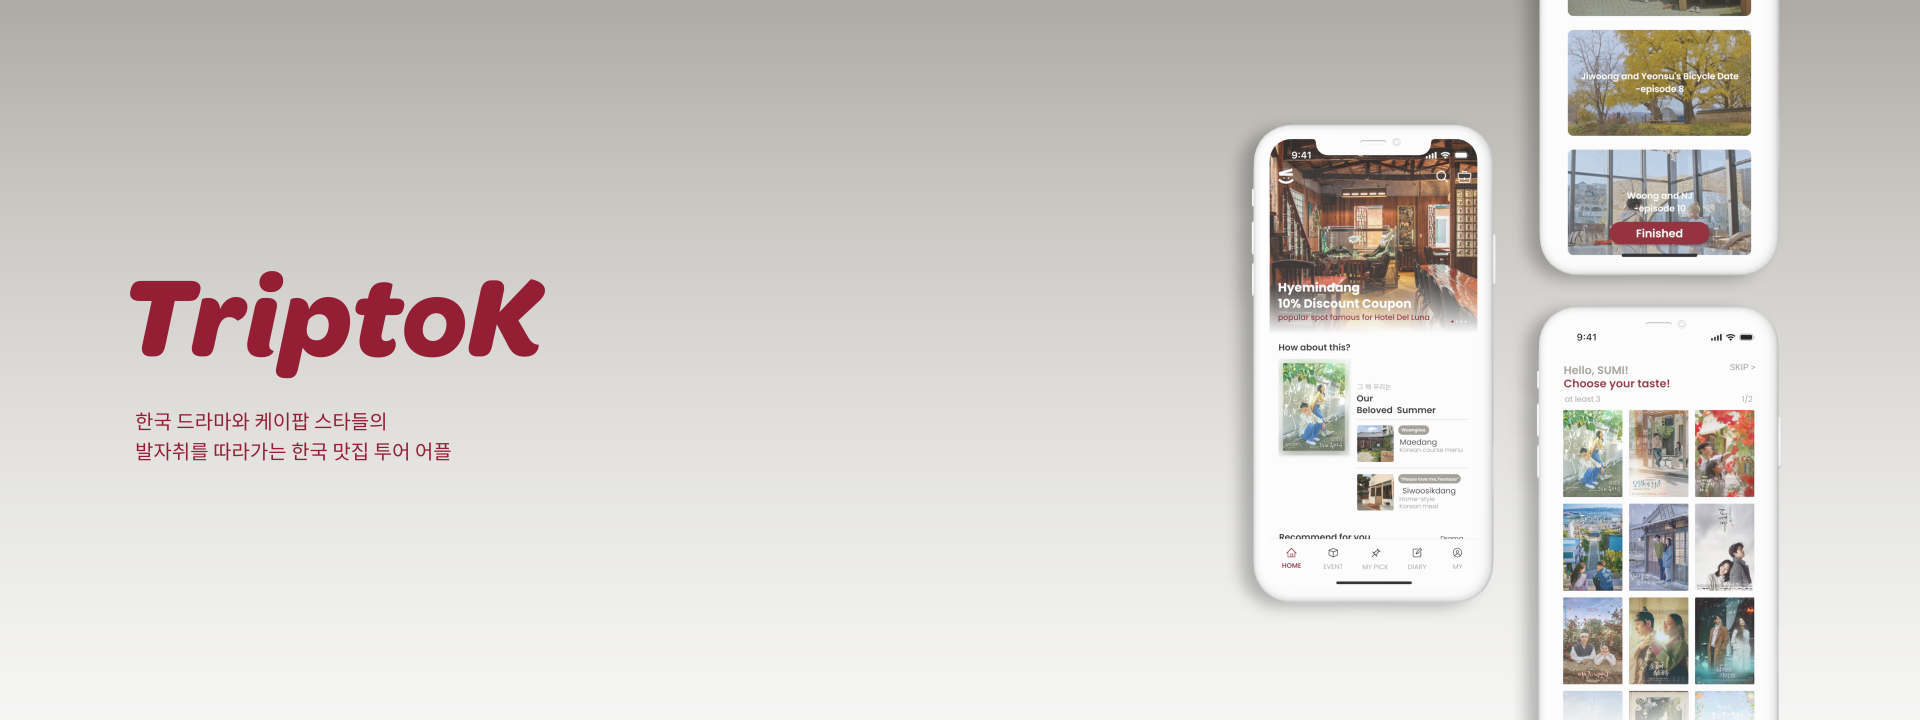 TriptoK
한국 드라마와 케이팝 스타들의
발자취를 따라가는 한국 맛집 투어 어플
9:41
Hyemindang
10% Discount Coupon
popular spot famous for Hotel Del Luna
How about this?
그 해 우리는
Our
Beloved Summer
Woongiwa
Maedang
Korean course menu
"Please love me, Yeonsoo"
Siwoosikdang
Home-style
Korean meal
Recommend for you
Drama
HOME
EVENT
MY PICK
DIARY
MY
Jiwoong and Yeonsu's Bicycle Date
-episode 8
Woong and NJ
-episode 10
Finished
9:41
Hello, SUMI!
SKIP >
Choose your taste!
at least 3
1/2